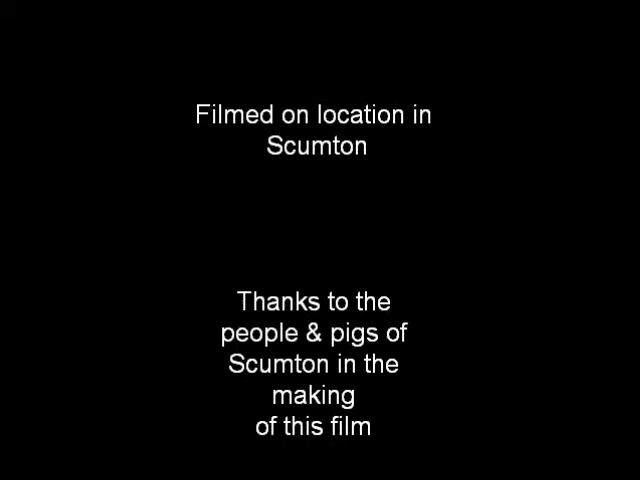 Filmed on location in
Scumton
Thanks to the
people & pigs of
Scumton in the
making
of this film